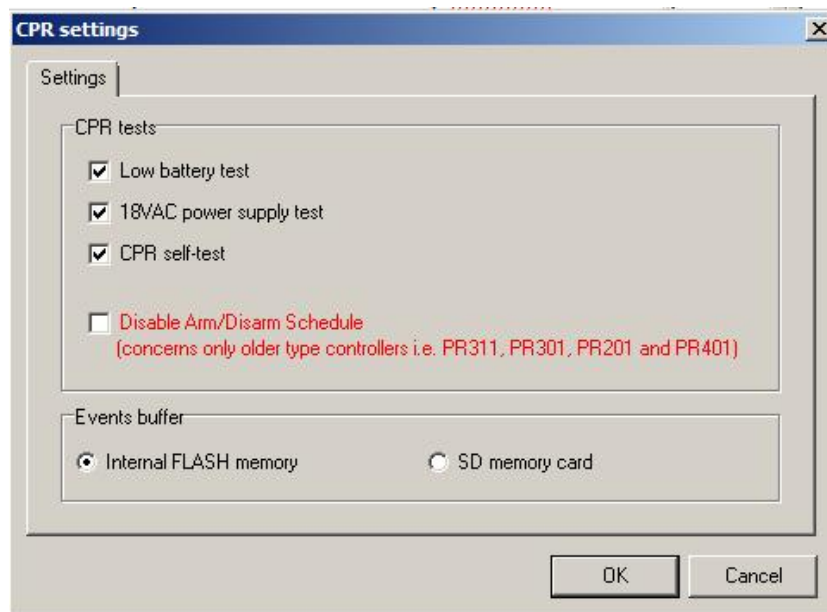 CPR settings
Settings
CPR tests
Low battery test
18VAC power supply test
CPR self-test
Disable Arm/Disarm Schedule
(concerns only older type controllers i.e. PR311, PR301, PR201 and PR401)
Events buffer
Internal FLASH memory
SD memory card
OK
Cancel